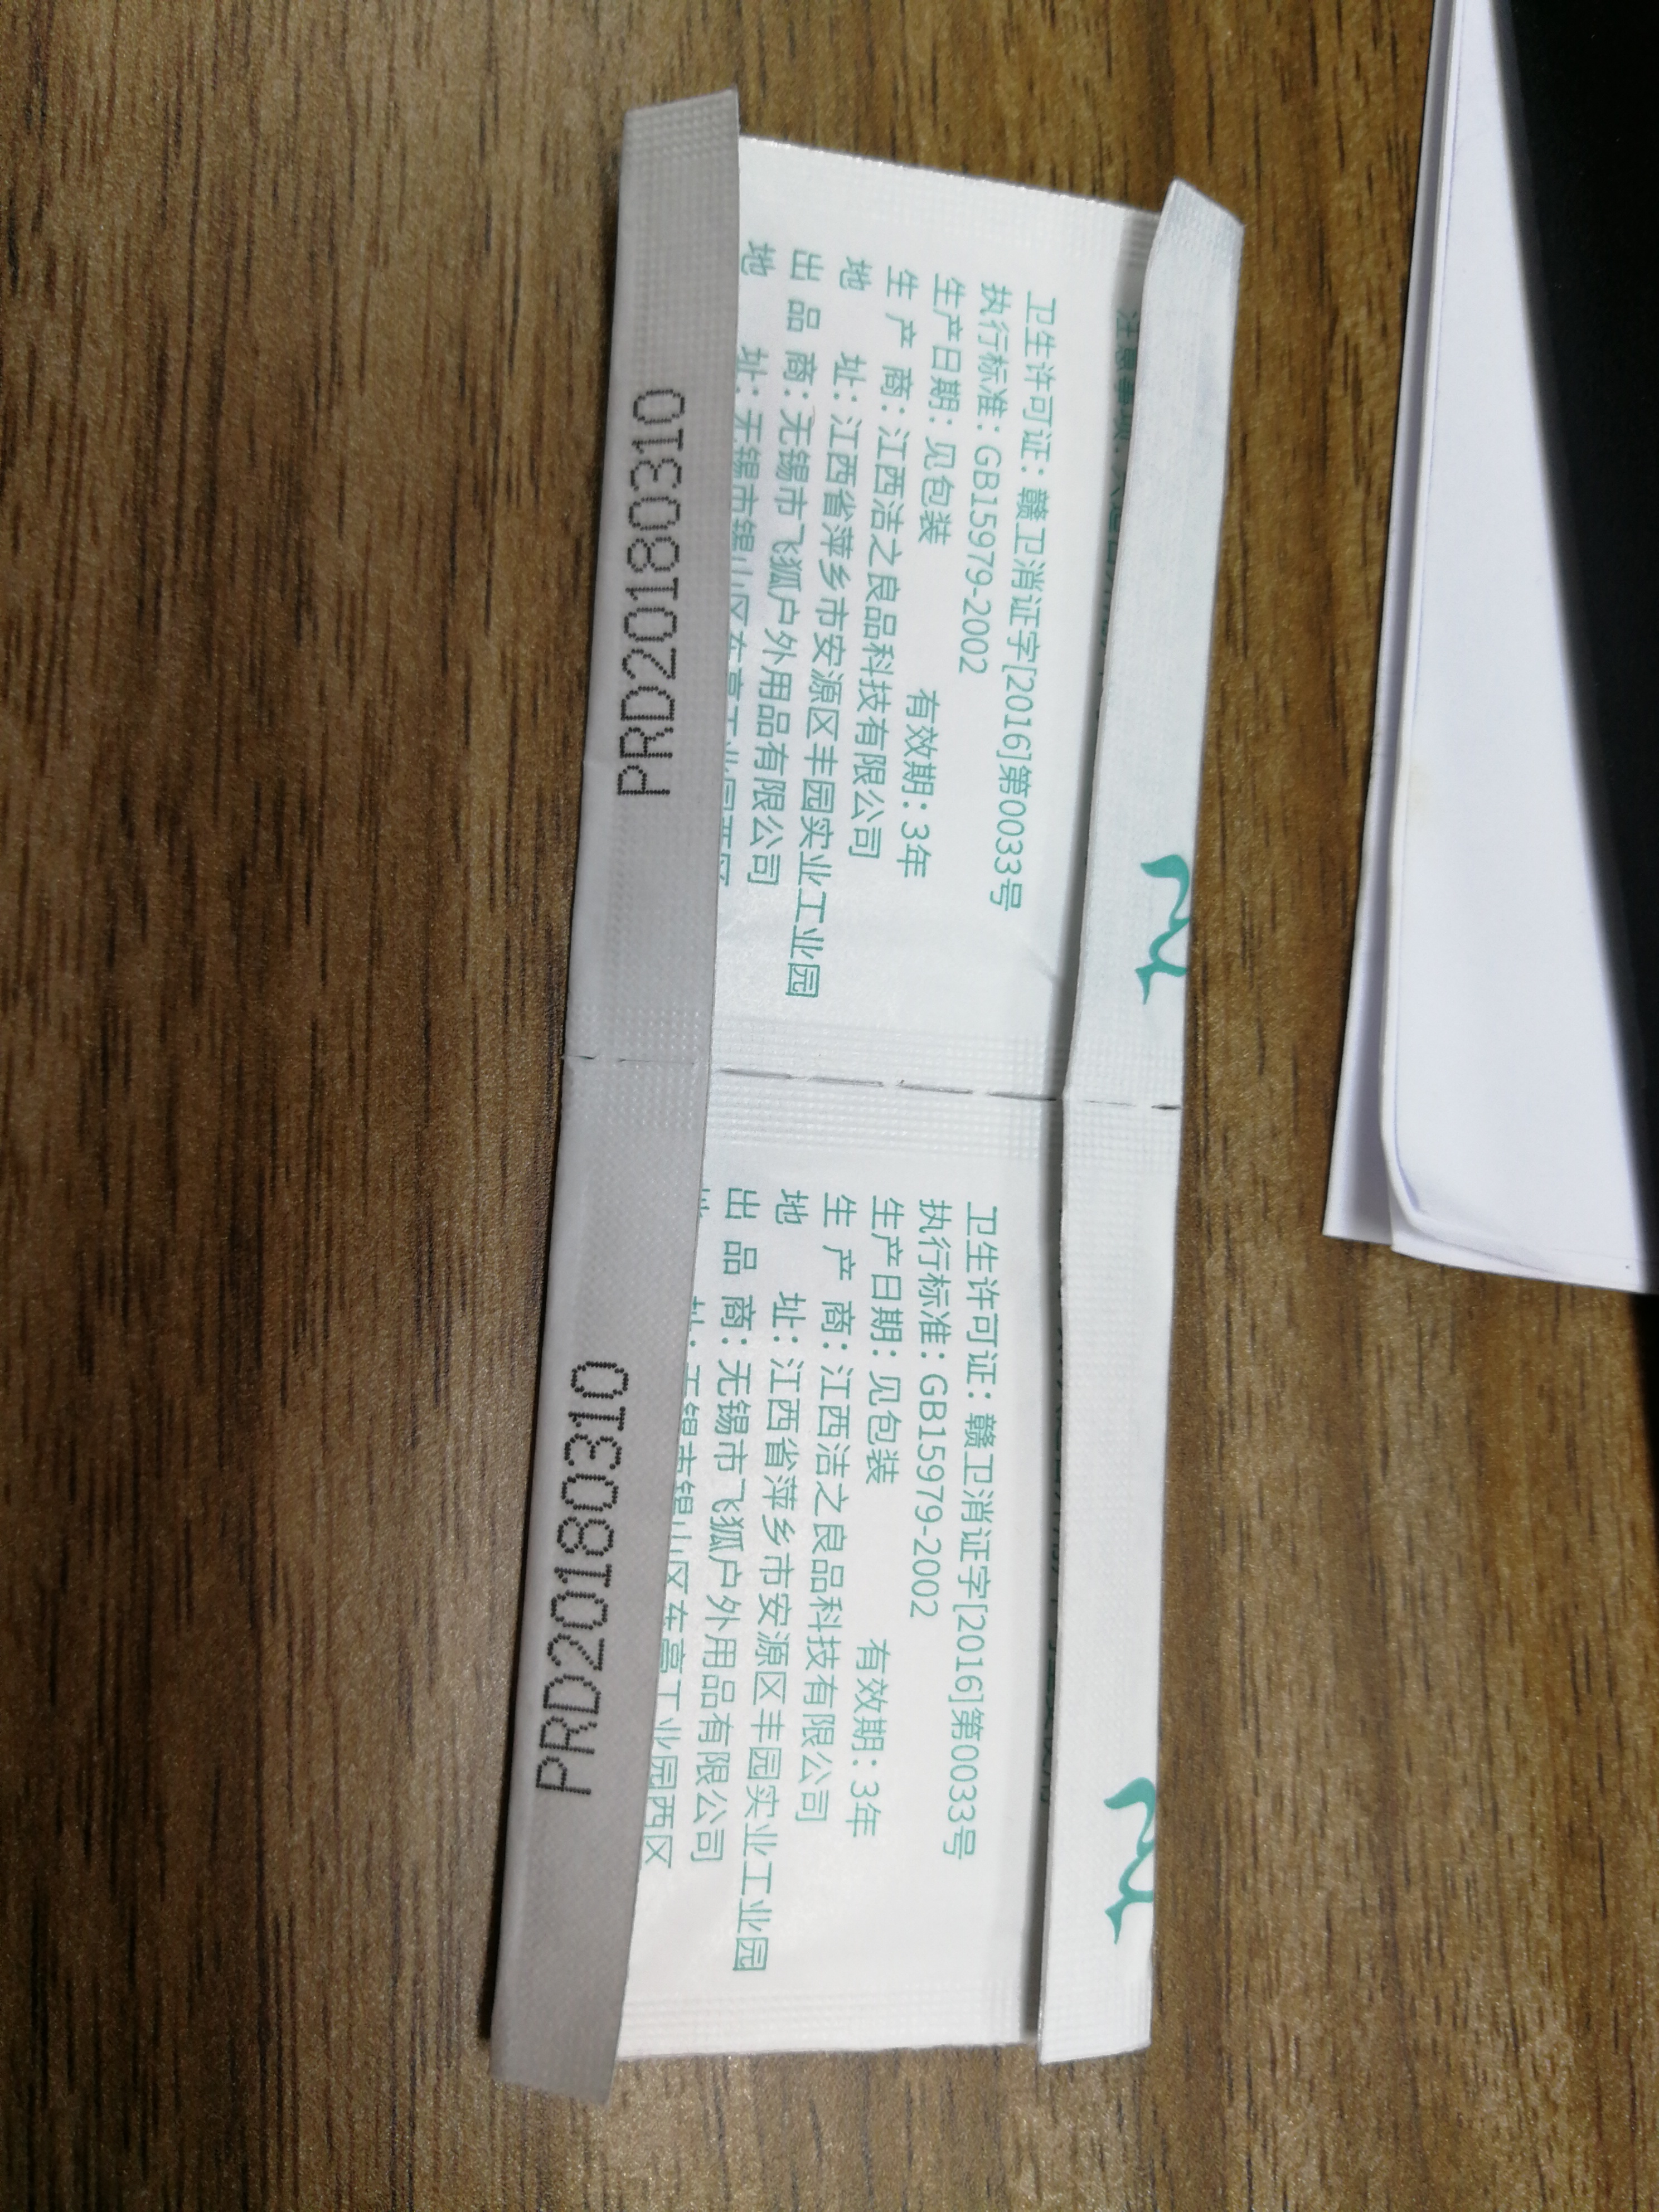 卫生许可证：赣卫消证字[2016]第0033号
执行标准：GB15979-2002
生产日期：见包装 有效期：3年
生产商：江西洁之良品科技有限公司
地址：江西省萍乡市安源区丰园实业工业园
出品商：无锡市飞狐户外用品有限公司
地址：无锡市锡山区东亭工业园西区
PRD20180310
卫生许可证：赣卫消证字[2016]第0033号
执行标准：GB15979-2002
生产日期：见包装 有效期：3年
生产商：江西洁之良品科技有限公司
地址：江西省萍乡市安源区丰园实业工业园
出品商：无锡市飞狐户外用品有限公司
无锡市锡山区 工业园西区
PRD20180310